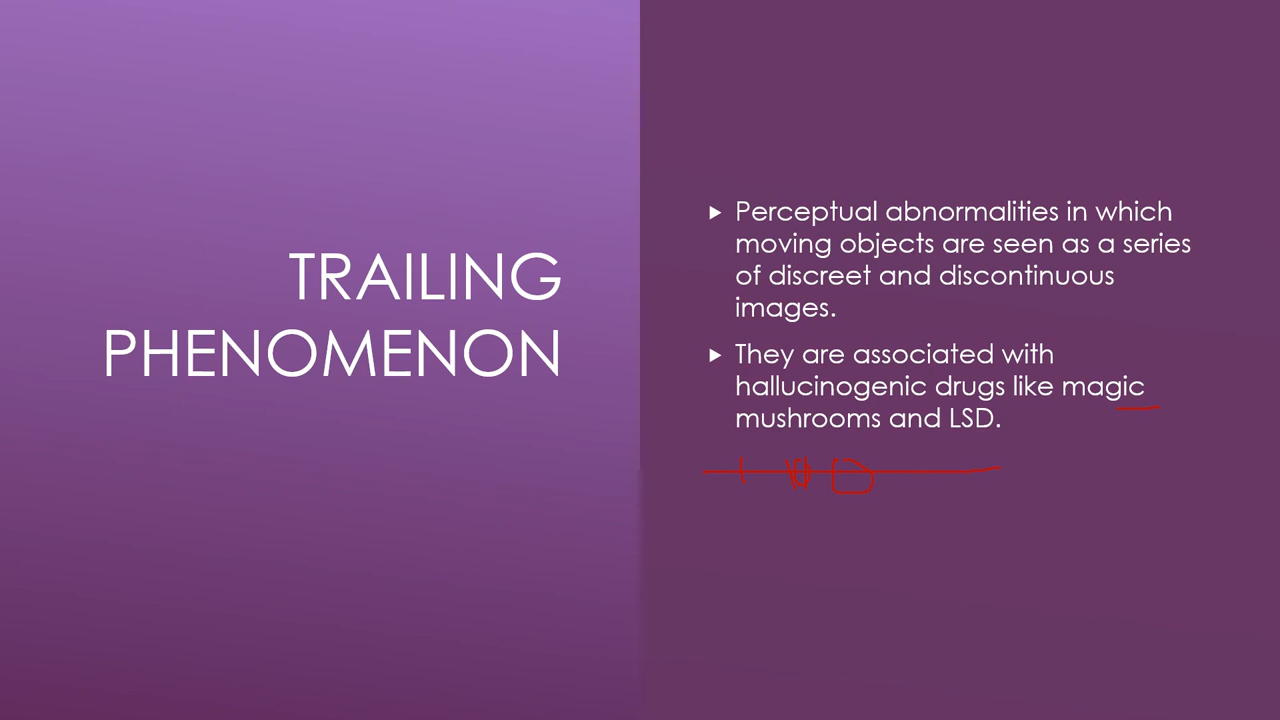 TRAILING
PHENOMENON
Perceptual abnormalities in which
moving objects are seen as a series
of discreet and discontinuous
images.
They are associated with
hallucinogenic drugs like magic
mushrooms and LSD.